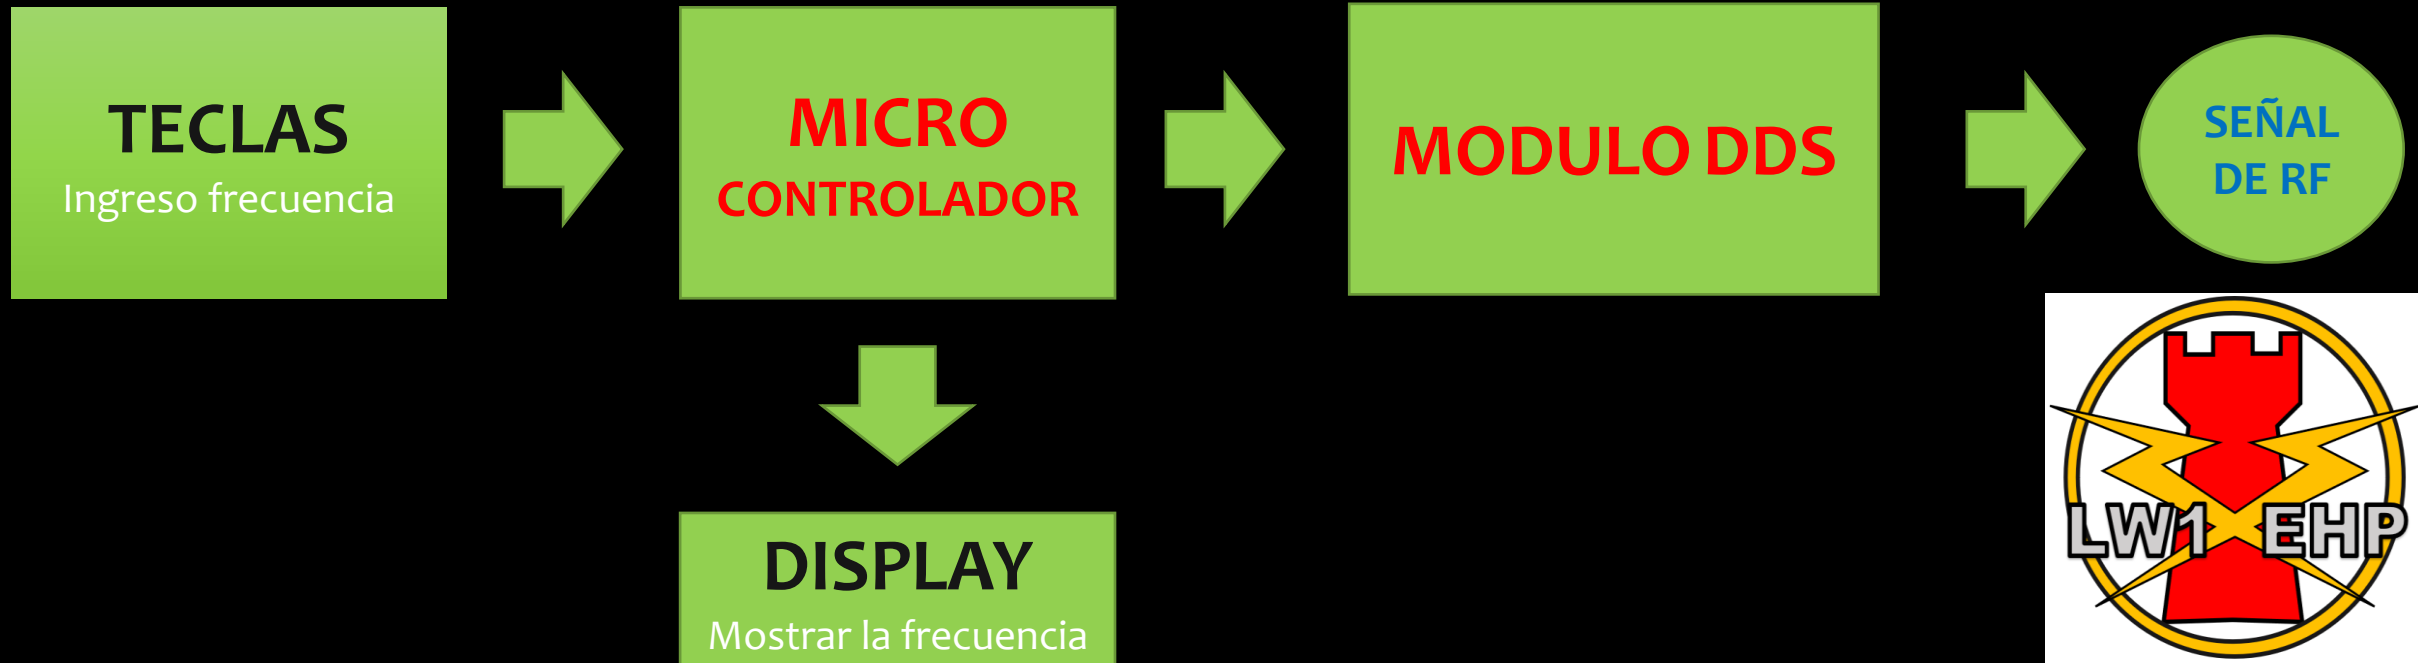 TECLAS
Ingreso frecuencia
MICRO
CONTROLADOR
MODULO DDS
SEÑAL
DE RF
DISPLAY
Mostrar la frecuencia
LW1 EHP